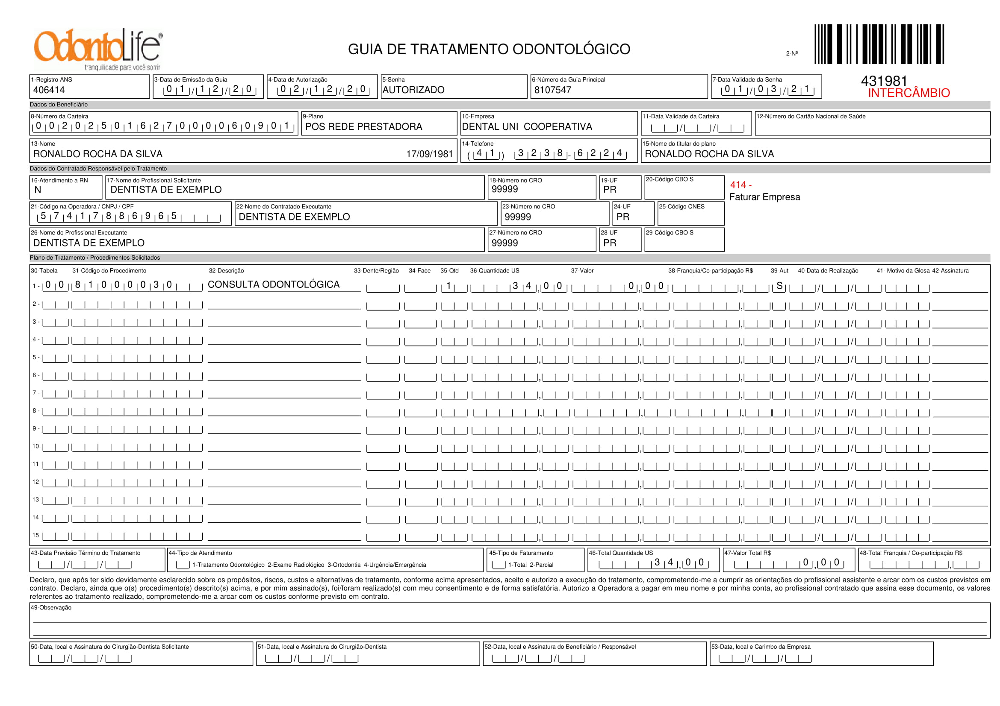 OdontoLife®
tranquilidade para você sorrir
GUIA DE TRATAMENTO ODONTOLÓGICO
2-Nº
431981
INTERCÂMBIO
1-Registro ANS
406414
3-Data de Emissão da Guia
01/12/20
4-Data de Autorização
02/12/20
5-Senha
AUTORIZADO
6-Número da Guia Principal
8107547
7-Data Validade da Senha
01/03/21
Dados do Beneficiário
8-Número da Carteira
00202501627000060901
9-Plano
POS REDE PRESTADORA
10-Empresa
DENTAL UNI COOPERATIVA
11-Data Validade da Carteira
12-Número do Cartão Nacional de Saúde
13-Nome
RONALDO ROCHA DA SILVA 17/09/1981
14-Telefone
(41) 3238-6224
15-Nome do titular do plano
RONALDO ROCHA DA SILVA
Dados do Contratado Responsável pelo Tratamento
16-Atendimento a RN
N
17-Nome do Profissional Solicitante
DENTISTA DE EXEMPLO
18-Número no CRO
99999
19-UF
PR
20-Código CBO S
414 -
Faturar Empresa
21-Código na Operadora / CNPJ / CPF
57417886965
22-Nome do Contratado Executante
DENTISTA DE EXEMPLO
23-Número no CRO
99999
24-UF
PR
25-Código CNES
26-Nome do Profissional Executante
DENTISTA DE EXEMPLO
27-Número no CRO
99999
28-UF
PR
29-Código CBO S
Plano de Tratamento / Procedimentos Solicitados
30-Tabela 31-Código do Procedimento 32-Descrição 33-Dente/Região 34-Face 35-Qtd 36-Quantidade US 37-Valor 38-Franquia/Co-participação R$ 39-Aut 40-Data de Realização 41- Motivo da Glosa 42-Assinatura
1 - 00 81000030 CONSULTA ODONTOLÓGICA 1 34,00 0,00 S
2 -
3 -
4 -
5 -
6 -
7 -
8 -
9 -
10
11
12
13
14
15
43-Data Previsão Término do Tratamento
44-Tipo de Atendimento
1-Tratamento Odontológico 2-Exame Radiológico 3-Ortodontia 4-Urgência/Emergência
45-Tipo de Faturamento
1-Total 2-Parcial
46-Total Quantidade US
34,00
47-Valor Total R$
0,00
48-Total Franquia / Co-participação R$
Declaro, que após ter sido devidamente esclarecido sobre os propósitos, riscos, custos e alternativas de tratamento, conforme acima apresentados, aceito e autorizo a execução do tratamento, comprometendo-me a cumprir as orientações do profissional assistente e arcar com os custos previstos em
contrato. Declaro, ainda que o(s) procedimento(s) descrito(s) acima, e por mim assinado(s), foi/foram realizado(s) com meu consentimento e de forma satisfatória. Autorizo a Operadora a pagar em meu nome e por minha conta, ao profissional contratado que assina esse documento, os valores
referentes ao tratamento realizado, comprometendo-me a arcar com os custos conforme previsto em contrato.
49-Observação
50-Data, local e Assinatura do Cirurgião-Dentista Solicitante
51-Data, local e Assinatura do Cirurgião-Dentista
52-Data, local e Assinatura do Beneficiário / Responsável
53-Data, local e Carimbo da Empresa